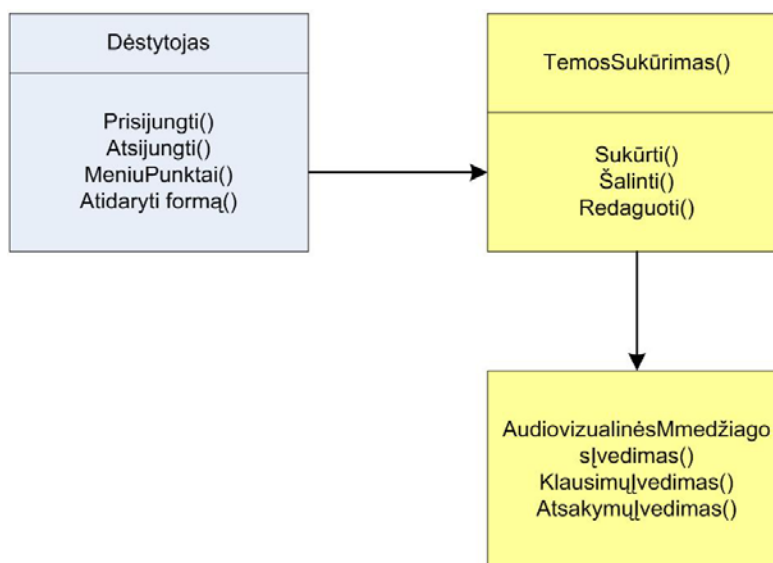 Dėstytojas
Prisijungti()
Atsijungti()
MeniuPunktai()
Atidaryti formą()
TemosSukūrimas()
Sukūrti()
Šalinti()
Redaguoti()
AudiovizualinėsMmedžiago
sĮvedimas()
KlausimųĮvedimas()
AtsakymųĮvedimas()